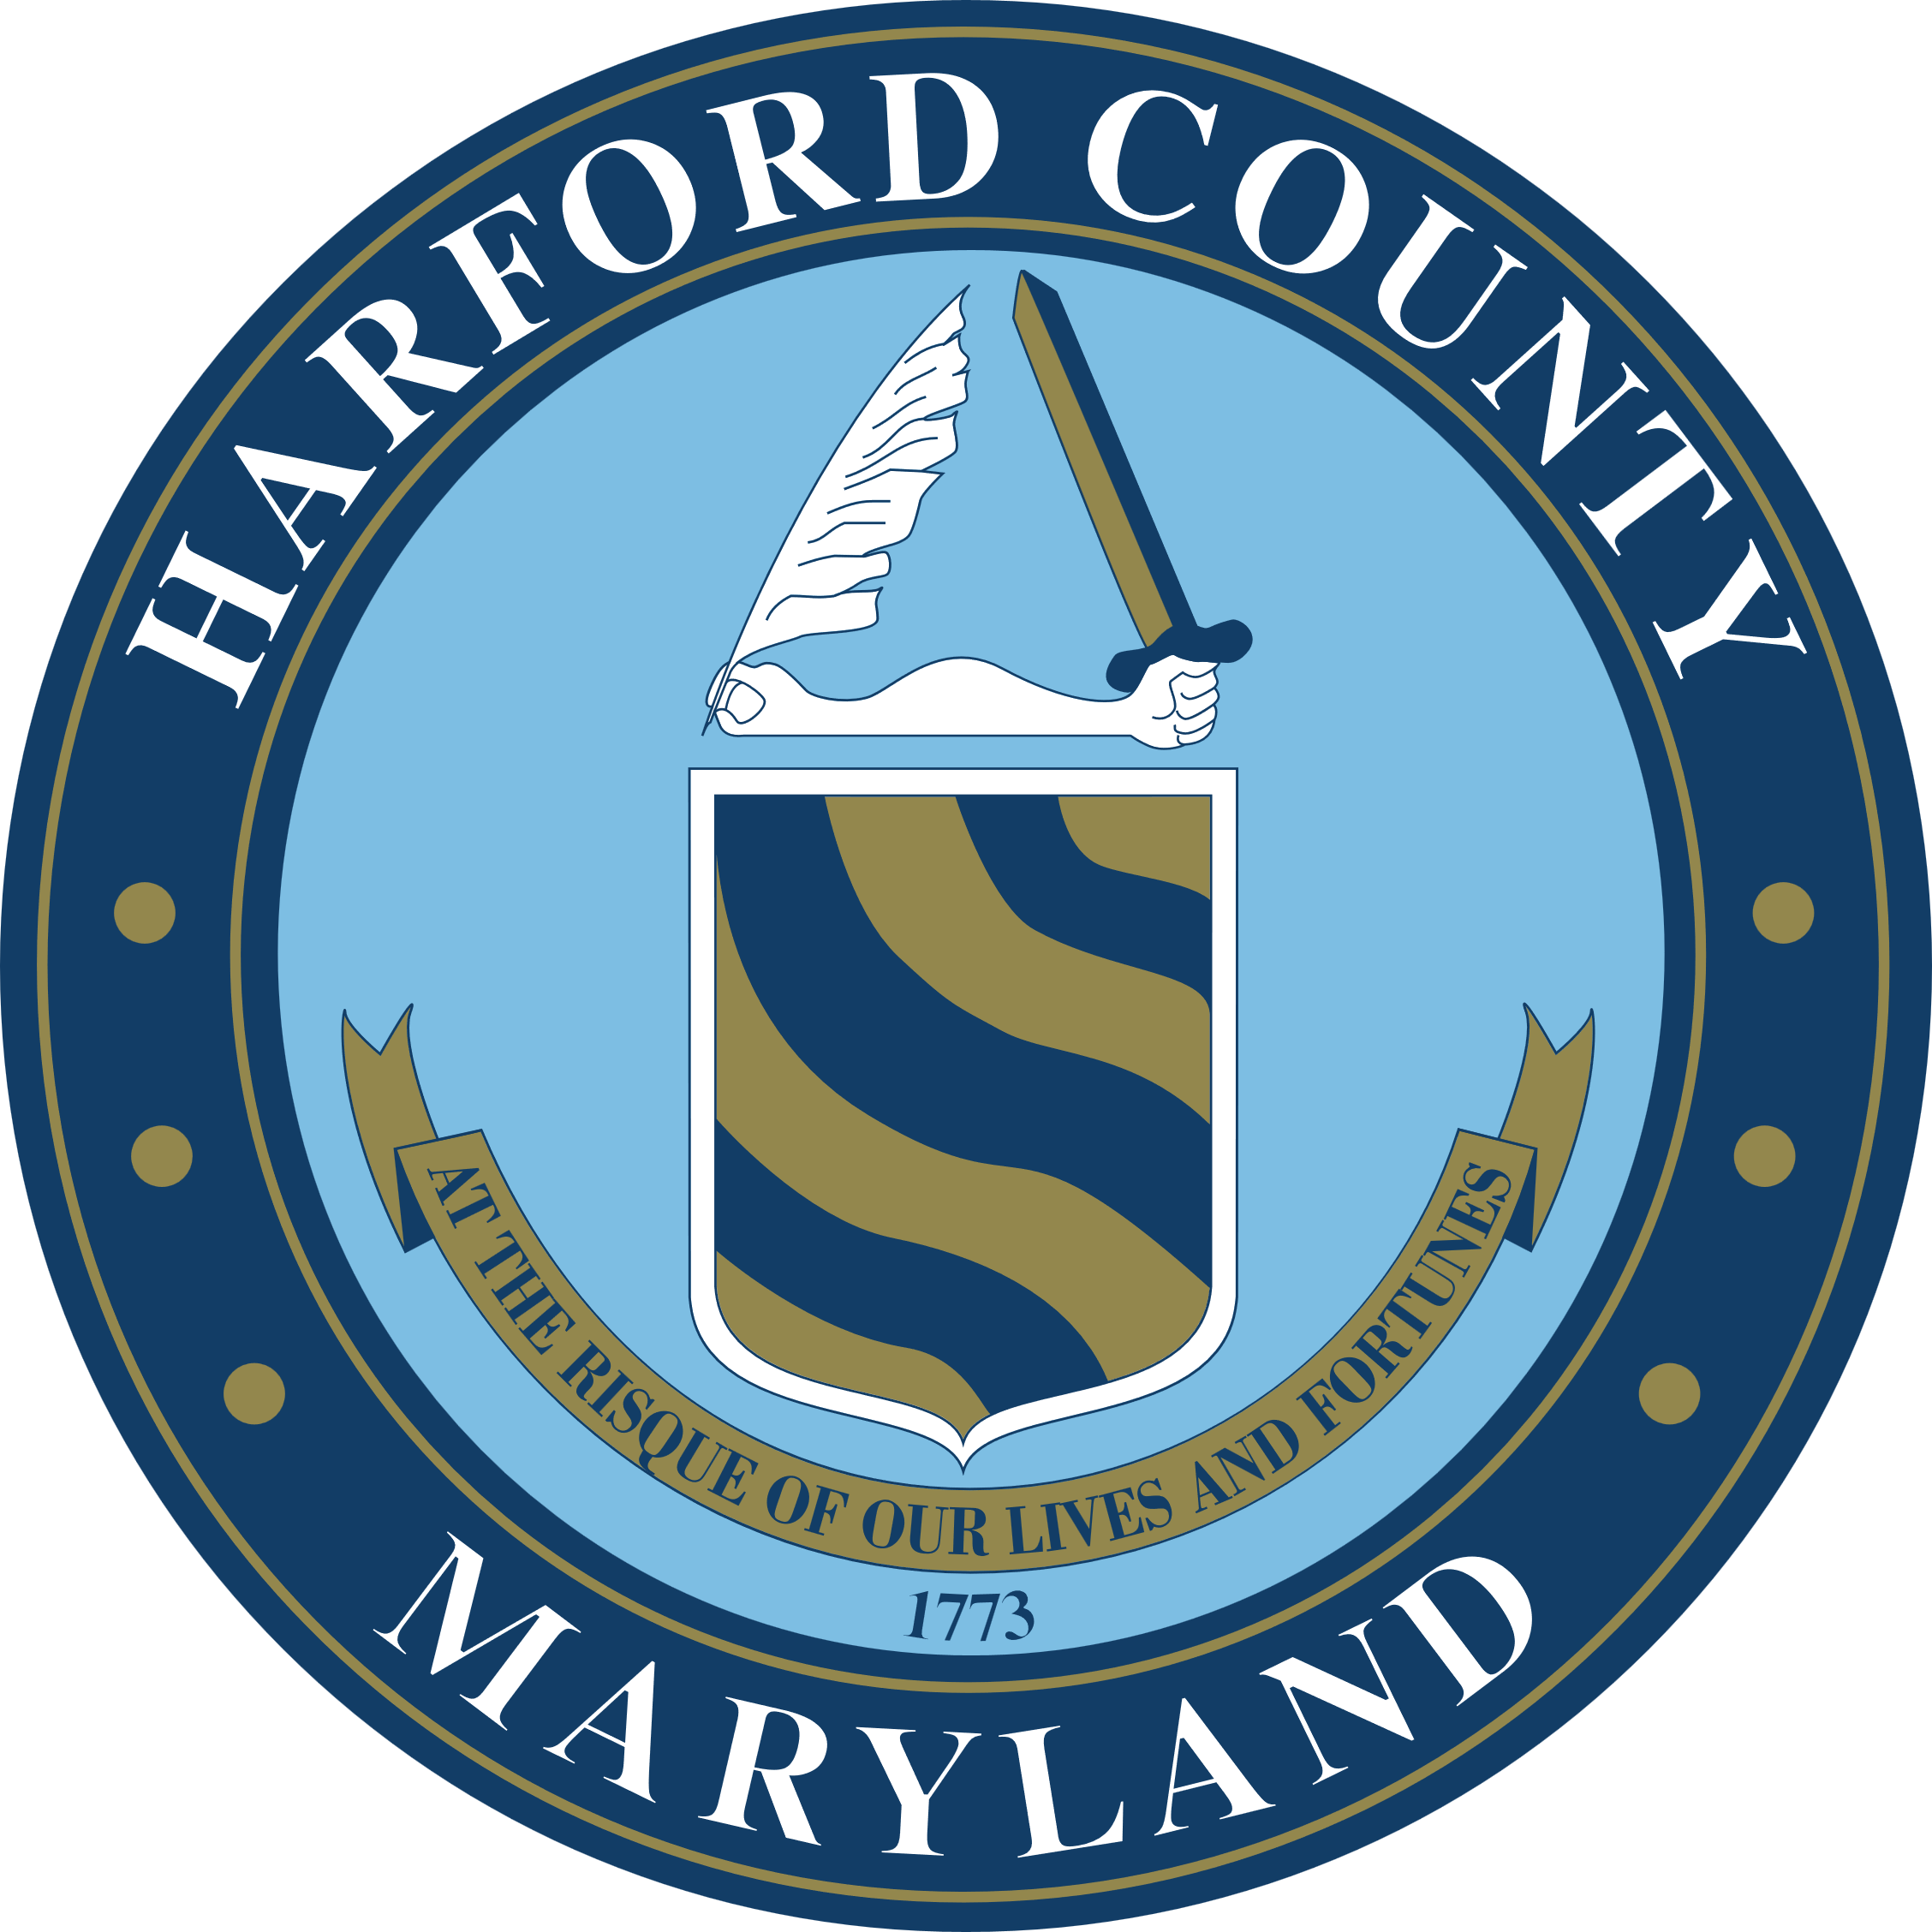 HARFORD COUNTY
AT THE RISQUE OF OUR LIVES AND FORTUNES
1773
MARYLAND